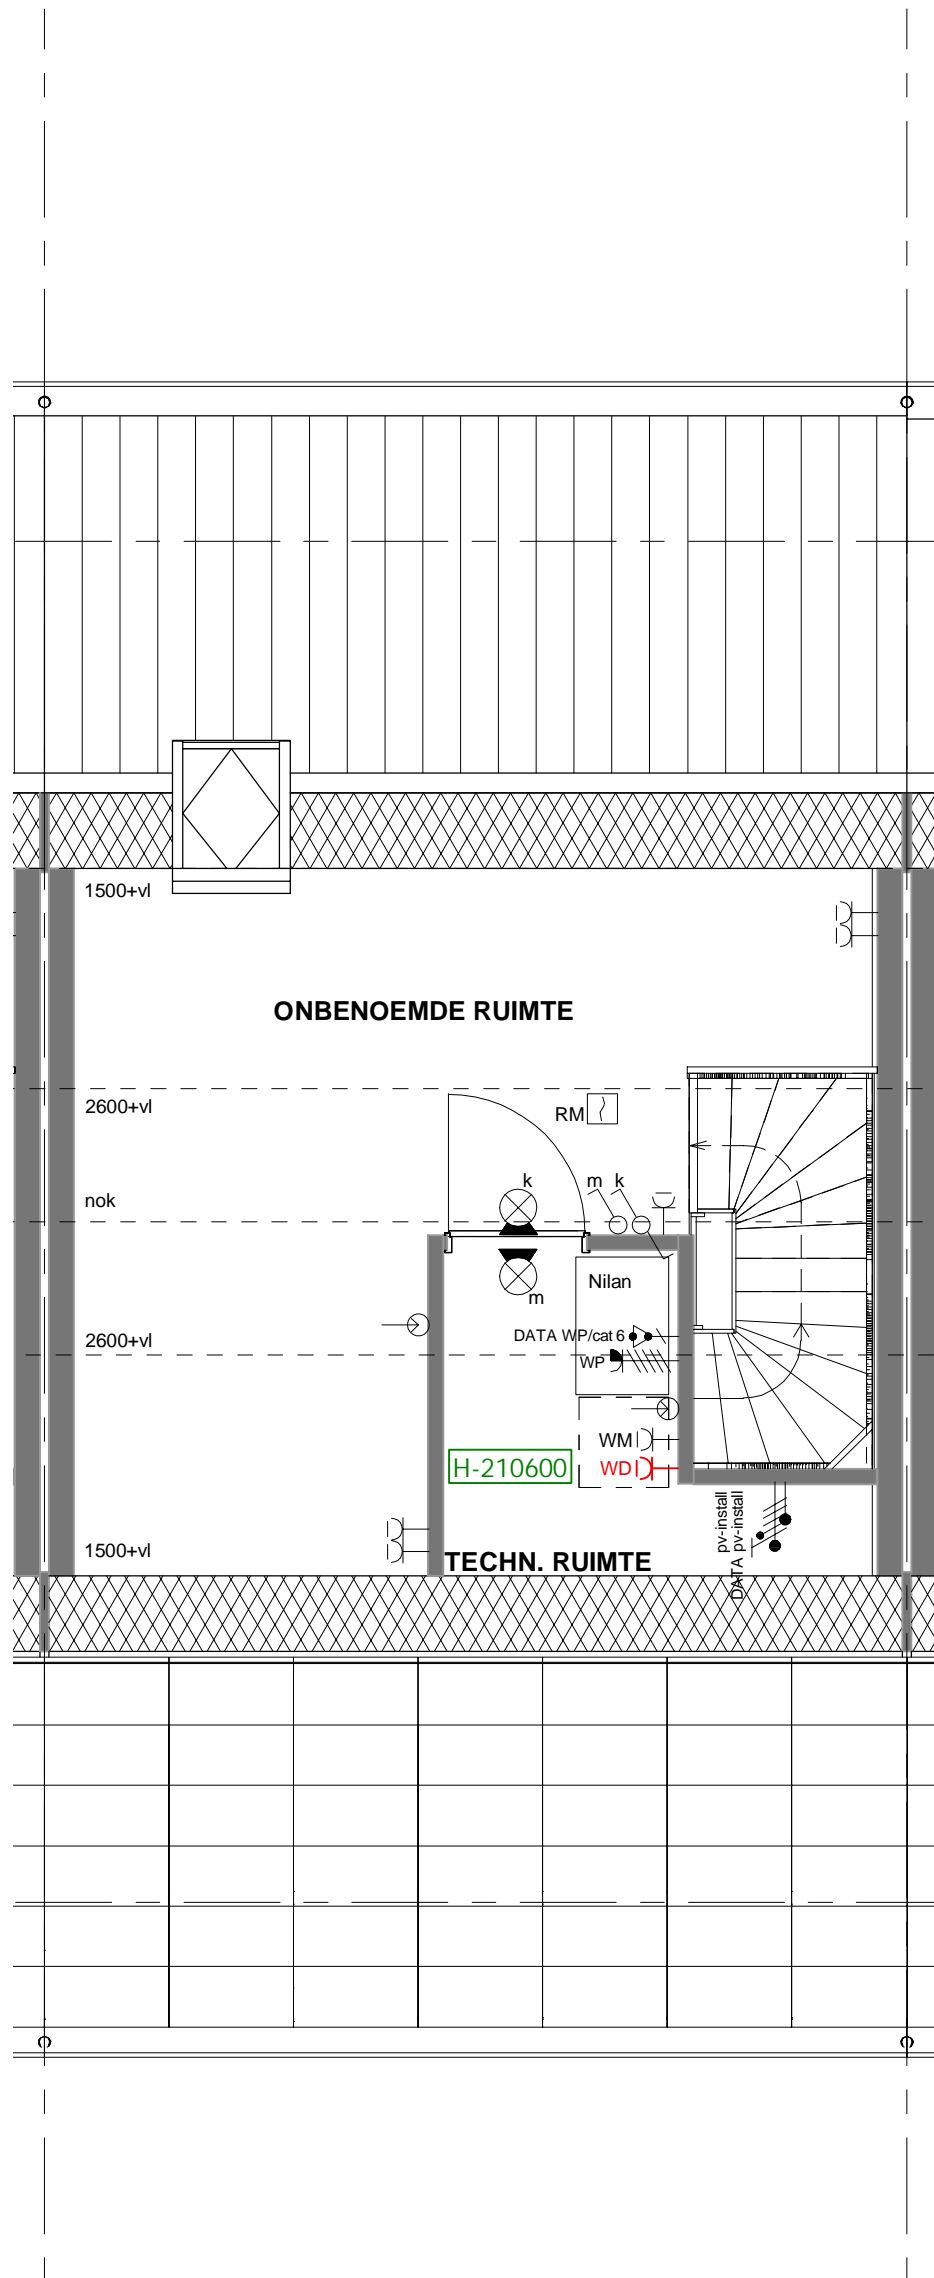 1500+vl
ONBENOEMDE RUIMTE
2600+vl
RM
k
m k
nok
Nilan
m
DATA WP/cat 6
2600+vl
WP
WM
H-210600
WD
pv-install
DATA pv-install
1500+vl
TECHN. RUIMTE